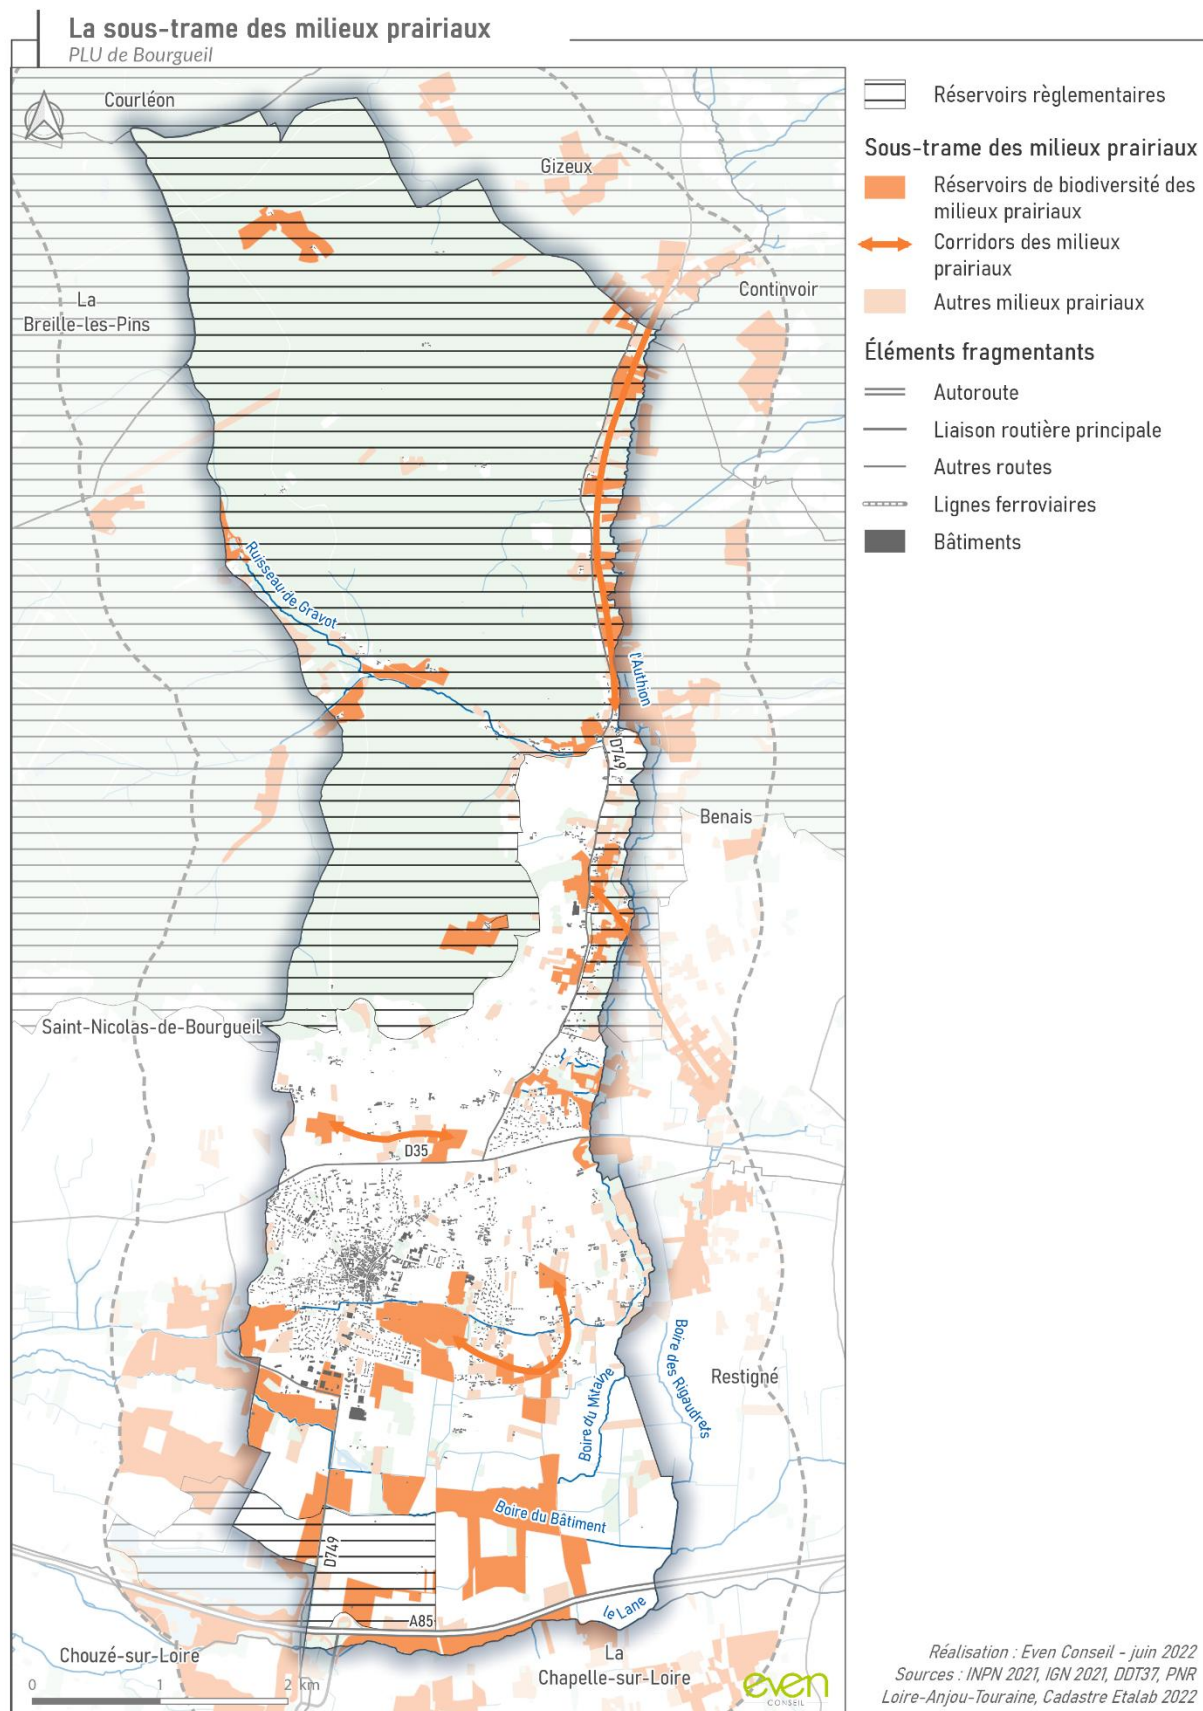 La sous-trame des milieux prairiaux
PLU de Bourgueil
Courléon
Gizeux
La
Breille-les-Pins
Continvoir
Ruisseau de Gravot
l'Authion
D749
Benais
Saint-Nicolas-de-Bourgueil
D35
Boire des Rigaudrets
Restigné
Boire du Mitaine
Boire du Bâtiment
D749
le Lane
A85
Chouzé-sur-Loire
La
Chapelle-sur-Loire
0 1 2 km
even
CONSEIL
Réservoirs règlementaires
Sous-trame des milieux prairiaux
Réservoirs de biodiversité des
milieux prairiaux
Corridors des milieux
prairiaux
Autres milieux prairiaux
Éléments fragmentants
Autoroute
Liaison routière principale
Autres routes
Lignes ferroviaires
Bâtiments
Réalisation : Even Conseil - juin 2022
Sources : INPN 2021, IGN 2021, DDT37, PNR
Loire-Anjou-Touraine, Cadastre Etalab 2022